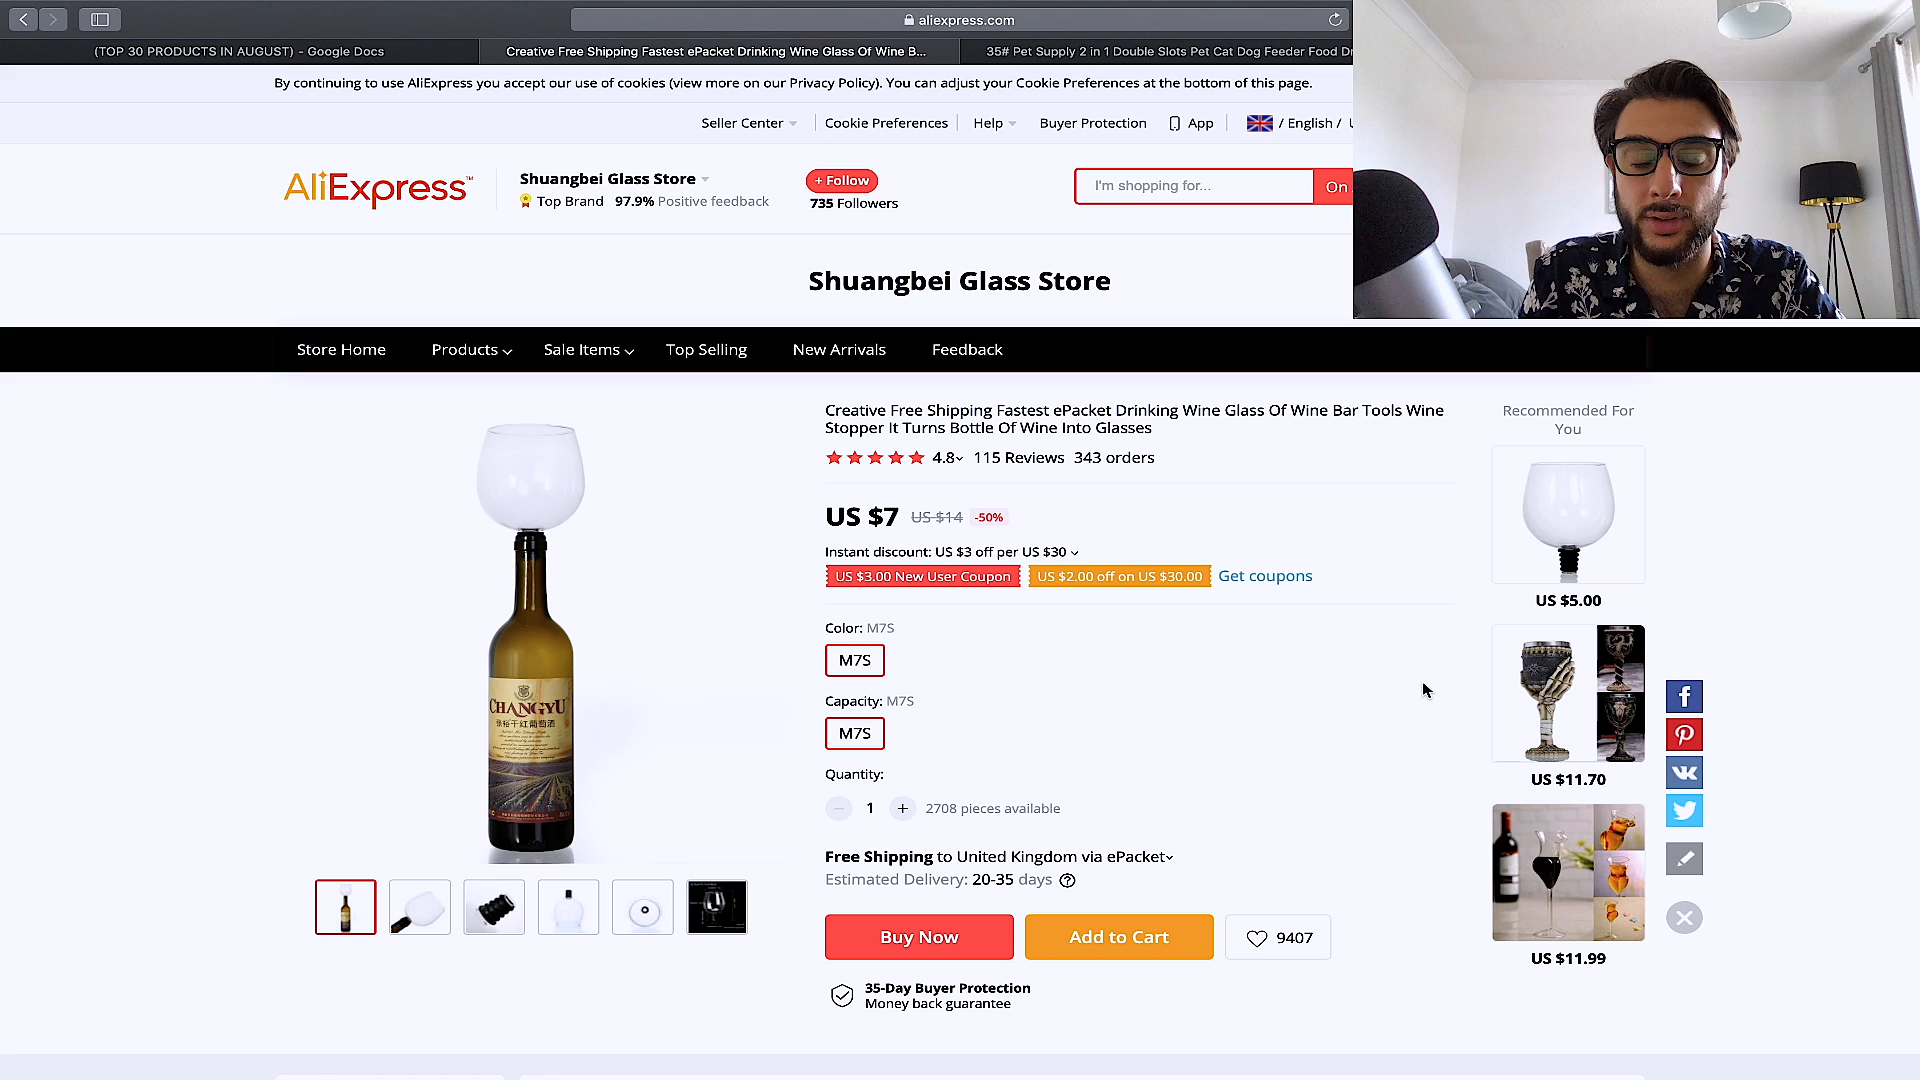 aliexpress.com
(TOP 30 PRODUCTS IN AUGUST) - Google Docs
Creative Free Shipping Fastest ePacket Drinking Wine Glass Of Wine B...
35# Pet Supply 2 in 1 Double Slots Pet Cat Dog Feeder Food Dr
By continuing to use AliExpress you accept our use of cookies (view more on our Privacy Policy). You can adjust your Cookie Preferences at the bottom of this page.
Seller Center
Cookie Preferences
Help
Buyer Protection
App
/ English /
AliExpress™
Shuangbei Glass Store
Top Brand 97.9% Positive feedback
+ Follow
735 Followers
I'm shopping for...
On
Shuangbei Glass Store
Store Home
Products
Sale Items
Top Selling
New Arrivals
Feedback
Creative Free Shipping Fastest ePacket Drinking Wine Glass Of Wine Bar Tools Wine
Stopper It Turns Bottle Of Wine Into Glasses
4.8 115 Reviews 343 orders
US $7 US $14 -50%
Instant discount: US $3 off per US $30
US $3.00 New User Coupon
US $2.00 off on US $30.00
Get coupons
Color: M7S
M7S
Capacity: M7S
M7S
Quantity:
1
2708 pieces available
Free Shipping to United Kingdom via ePacket
Estimated Delivery: 20-35 days
Buy Now
Add to Cart
9407
35-Day Buyer Protection
Money back guarantee
CHANGYU
张裕干红葡萄酒
Recommended For
You
US $5.00
US $11.70
US $11.99